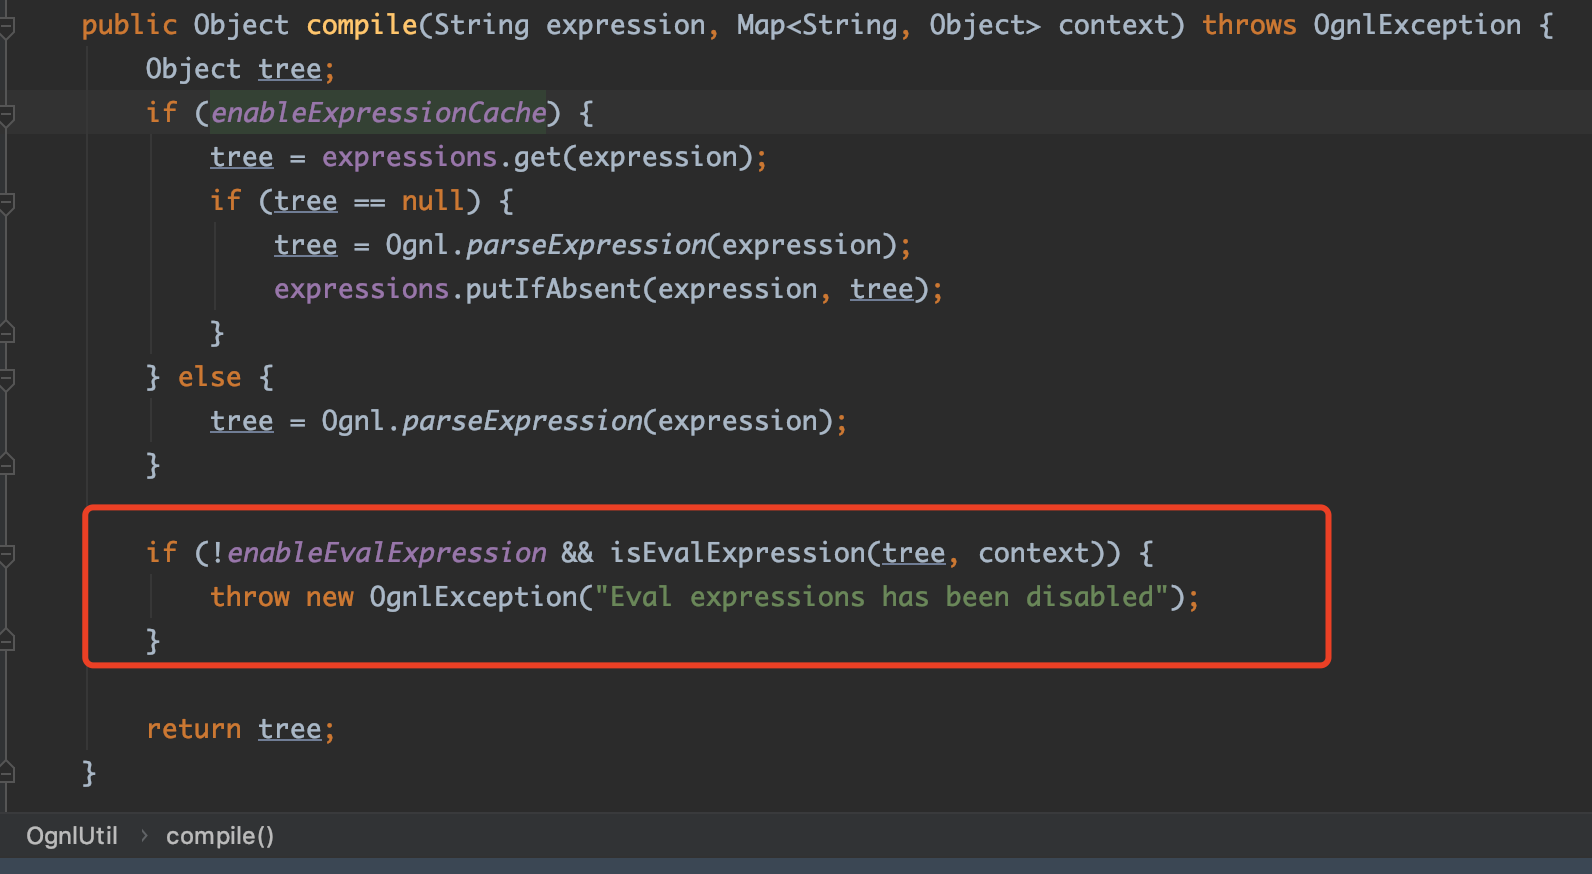 public Object compile(String expression, Map<String, Object> context) throws OgnlException {
    Object tree;
    if (enableExpressionCache) {
        tree = expressions.get(expression);
        if (tree == null) {
            tree = Ognl.parseExpression(expression);
            expressions.putIfAbsent(expression, tree);
        }
    } else {
        tree = Ognl.parseExpression(expression);
    }
    if (!enableEvalExpression && isEvalExpression(tree, context)) {
        throw new OgnlException("Eval expressions has been disabled");
    }
    return tree;
}
OgnlUtil › compile()